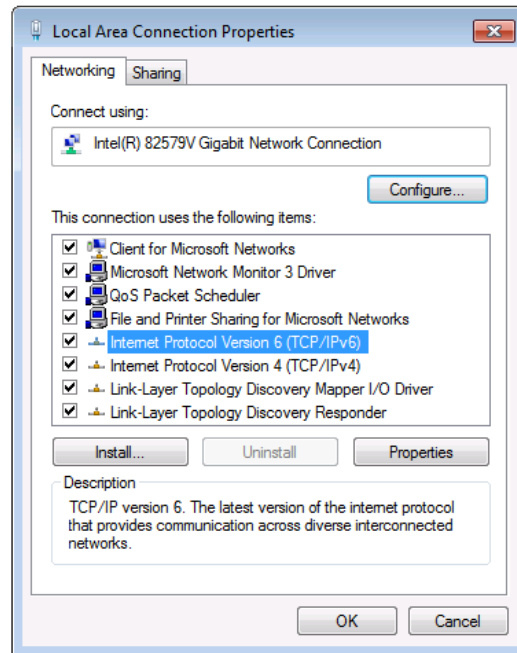 Local Area Connection Properties
Networking
Sharing
Connect using:
Intel(R) 82579V Gigabit Network Connection
Configure...
This connection uses the following items:
Client for Microsoft Networks
Microsoft Network Monitor 3 Driver
QoS Packet Scheduler
File and Printer Sharing for Microsoft Networks
Internet Protocol Version 6 (TCP/IPv6)
Internet Protocol Version 4 (TCP/IPv4)
Link-Layer Topology Discovery Mapper I/O Driver
Link-Layer Topology Discovery Responder
Install...
Uninstall
Properties
Description
TCP/IP version 6. The latest version of the internet protocol
that provides communication across diverse interconnected
networks.
OK
Cancel